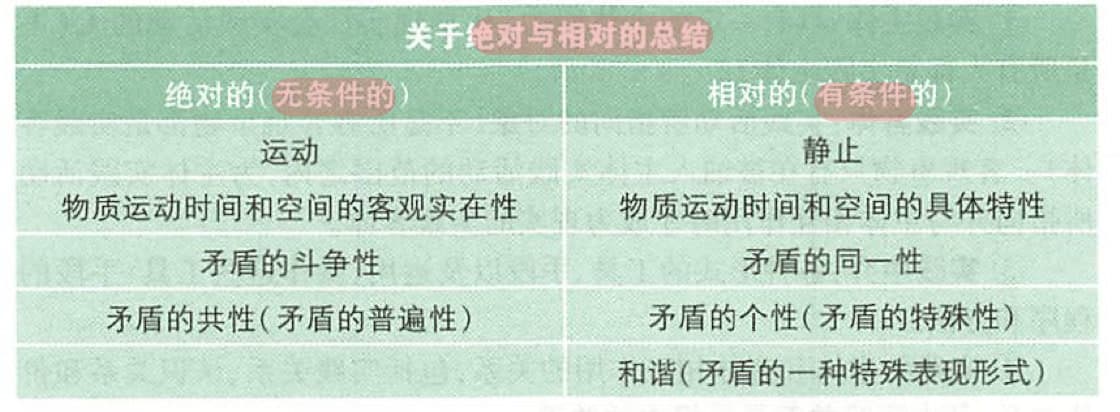 关于绝对与相对的总结
绝对的(无条件的) 相对的(有条件的)
运动 静止
物质运动时间和空间的客观实在性 物质运动时间和空间的具体特性
矛盾的斗争性 矛盾的同一性
矛盾的共性(矛盾的普遍性) 矛盾的个性(矛盾的特殊性)
和谐(矛盾的一种特殊表现形式)